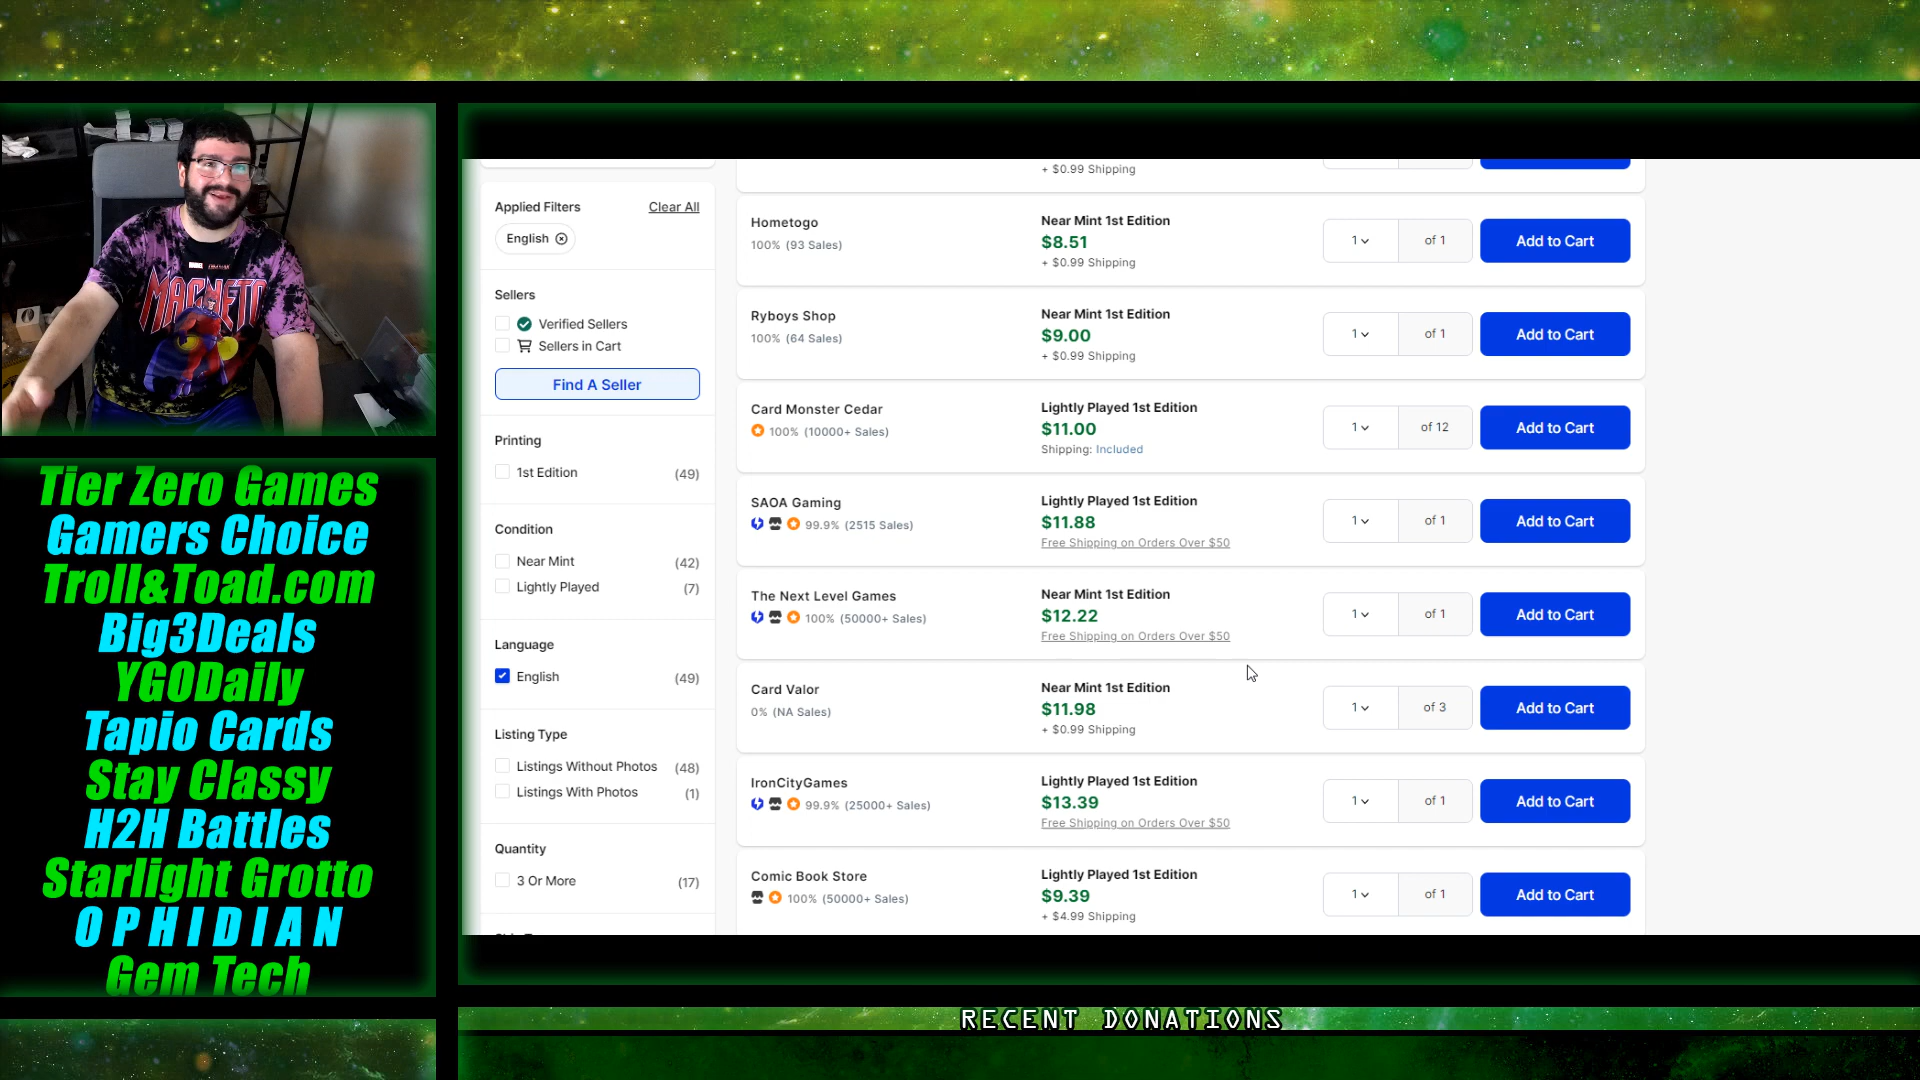 MAGNETO
Tier Zero Games
Gamers Choice
Troll&Toad.com
Big3Deals
YGODaily
Tapio Cards
Stay Classy
H2H Battles
Starlight Grotto
OPHIDIAN
Gem Tech
Applied Filters Clear All
English
Sellers
Verified Sellers
Sellers in Cart
Find A Seller
Printing
1st Edition (49)
Condition
Near Mint (42)
Lightly Played (7)
Language
English (49)
Listing Type
Listings Without Photos (48)
Listings With Photos (1)
Quantity
3 Or More (17)
+ $0.99 Shipping
Hometogo
100% (93 Sales)
Near Mint 1st Edition
$8.51
+ $0.99 Shipping
1 of 1 Add to Cart
Ryboys Shop
100% (64 Sales)
Near Mint 1st Edition
$9.00
+ $0.99 Shipping
1 of 1 Add to Cart
Card Monster Cedar
100% (10000+ Sales)
Lightly Played 1st Edition
$11.00
Shipping: Included
1 of 12 Add to Cart
SAOA Gaming
99.9% (2515 Sales)
Lightly Played 1st Edition
$11.88
Free Shipping on Orders Over $50
1 of 1 Add to Cart
The Next Level Games
100% (50000+ Sales)
Near Mint 1st Edition
$12.22
Free Shipping on Orders Over $50
1 of 1 Add to Cart
Card Valor
0% (NA Sales)
Near Mint 1st Edition
$11.98
+ $0.99 Shipping
1 of 3 Add to Cart
IronCityGames
99.9% (25000+ Sales)
Lightly Played 1st Edition
$13.39
Free Shipping on Orders Over $50
1 of 1 Add to Cart
Comic Book Store
100% (50000+ Sales)
Lightly Played 1st Edition
$9.39
+ $4.99 Shipping
1 of 1 Add to Cart
RECENT DONATIONS